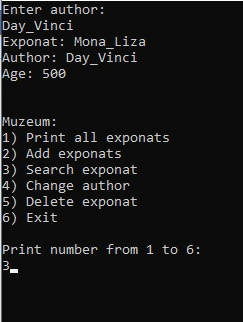 Enter author:
Day_Vinci
Exponat: Mona_Liza
Author: Day_Vinci
Age: 500
Muzeum:
1) Print all exponats
2) Add exponats
3) Search exponat
4) Change author
5) Delete exponat
6) Exit
Print number from 1 to 6:
3